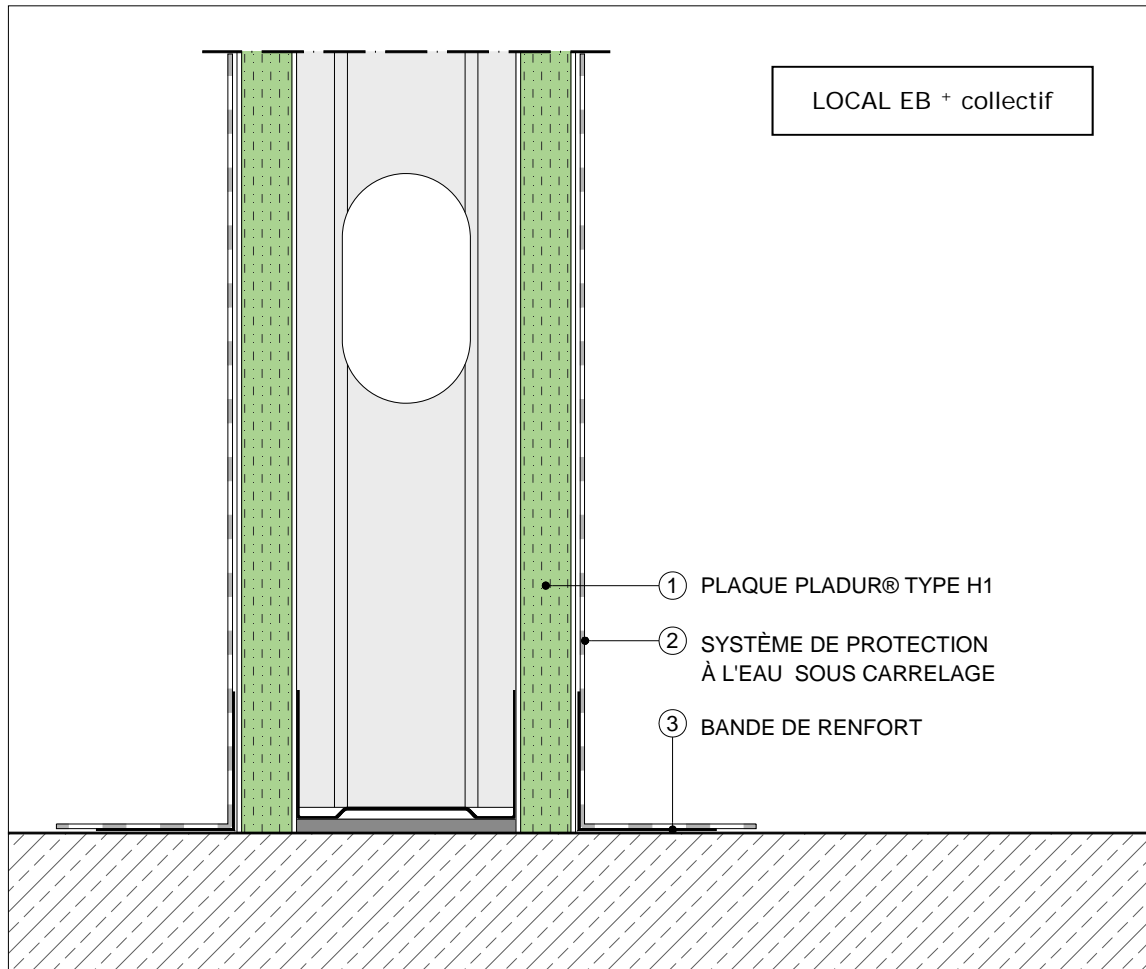 LOCAL EB + collectif
1 PLAQUE PLADUR® TYPE H1
2 SYSTÈME DE PROTECTION
À L'EAU SOUS CARRELAGE
3 BANDE DE RENFORT